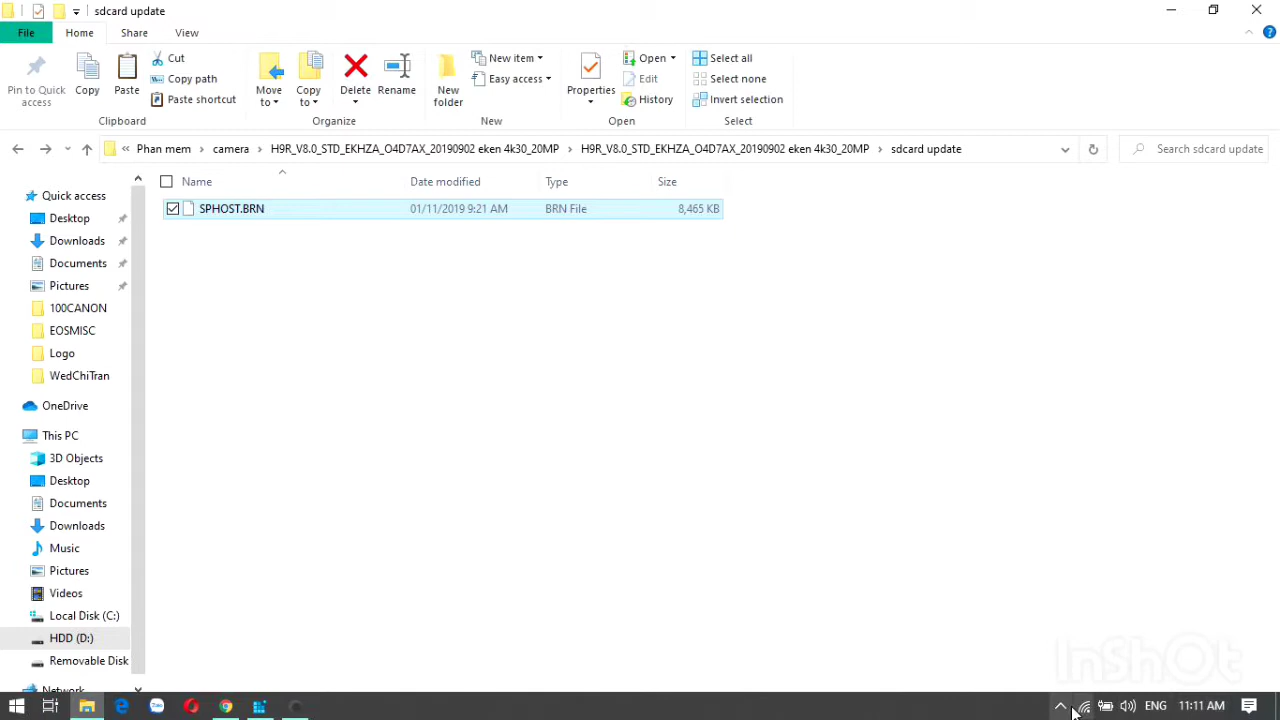 sdcard update
File
Home
Share
View
Pin to Quick access
Copy
Paste
Cut
Copy path
Paste shortcut
Clipboard
Move to
Copy to
Delete
Rename
Organize
New folder
New item
Easy access
New
Properties
Open
Edit
History
Open
Select all
Select none
Invert selection
Select
« Phan mem > camera > H9R_V8.0_STD_EKHZA_O4D7AX_20190902 eken 4k30_20MP > H9R_V8.0_STD_EKHZA_O4D7AX_20190902 eken 4k30_20MP > sdcard update
Search sdcard update
Name Date modified Type Size
SPHOST.BRN 01/11/2019 9:21 AM BRN File 8,465 KB
Quick access
Desktop
Downloads
Documents
Pictures
100CANON
EOSMISC
Logo
WedChiTran
OneDrive
This PC
3D Objects
Desktop
Documents
Downloads
Music
Pictures
Videos
Local Disk (C:)
HDD (D:)
Removable Disk
Network
InShOt
Zalo
ENG
11:11 AM